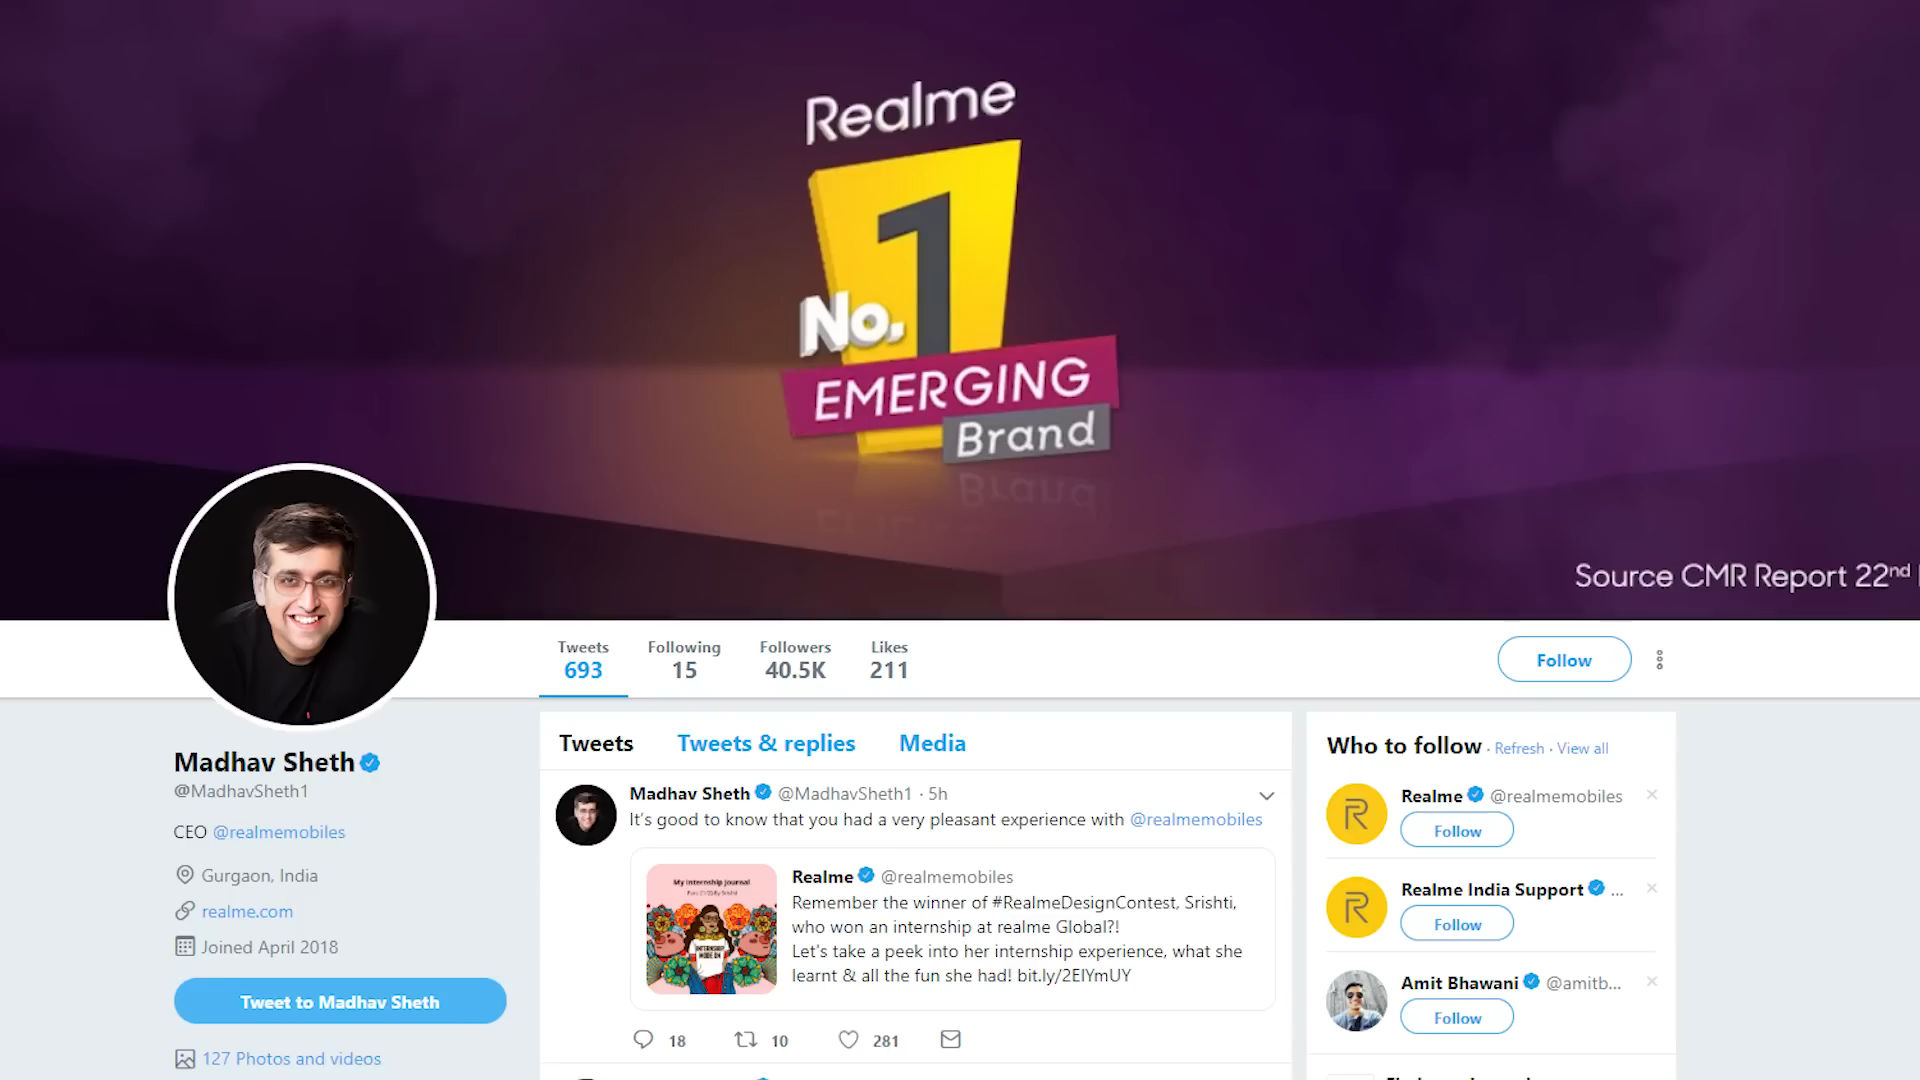 Realme
1
No.
EMERGING
Brand
Source CMR Report 22nd
Tweets
693
Following
15
Followers
40.5K
Likes
211
Follow
Madhav Sheth
@MadhavSheth1
CEO @realmemobiles
Gurgaon, India
realme.com
Joined April 2018
Tweet to Madhav Sheth
127 Photos and videos
Tweets Tweets & replies Media
Madhav Sheth @MadhavSheth1 · 5h
It's good to know that you had a very pleasant experience with @realmemobiles
My Internship Journal
INTERNSHIP
MODE ON
Realme @realmemobiles
Remember the winner of #RealmeDesignContest, Srishti,
who won an internship at realme Global?!
Let's take a peek into her internship experience, what she
learnt & all the fun she had! bit.ly/2ElYmUY
18 10 281
Who to follow · Refresh · View all
Realme @realmemobiles
Follow
Realme India Support ...
Follow
Amit Bhawani @amitb...
Follow